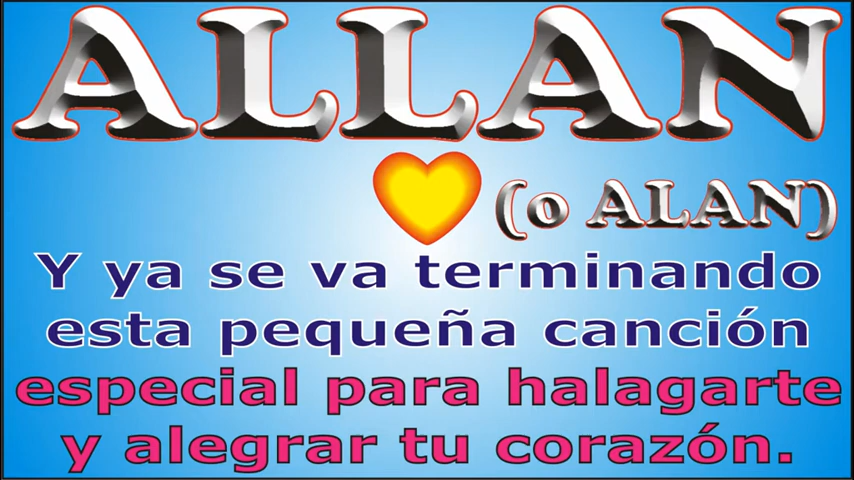 ALLAN
(o ALAN)
Y ya se va terminando
esta pequeña canción
especial para halagarte
y alegrar tu corazón.